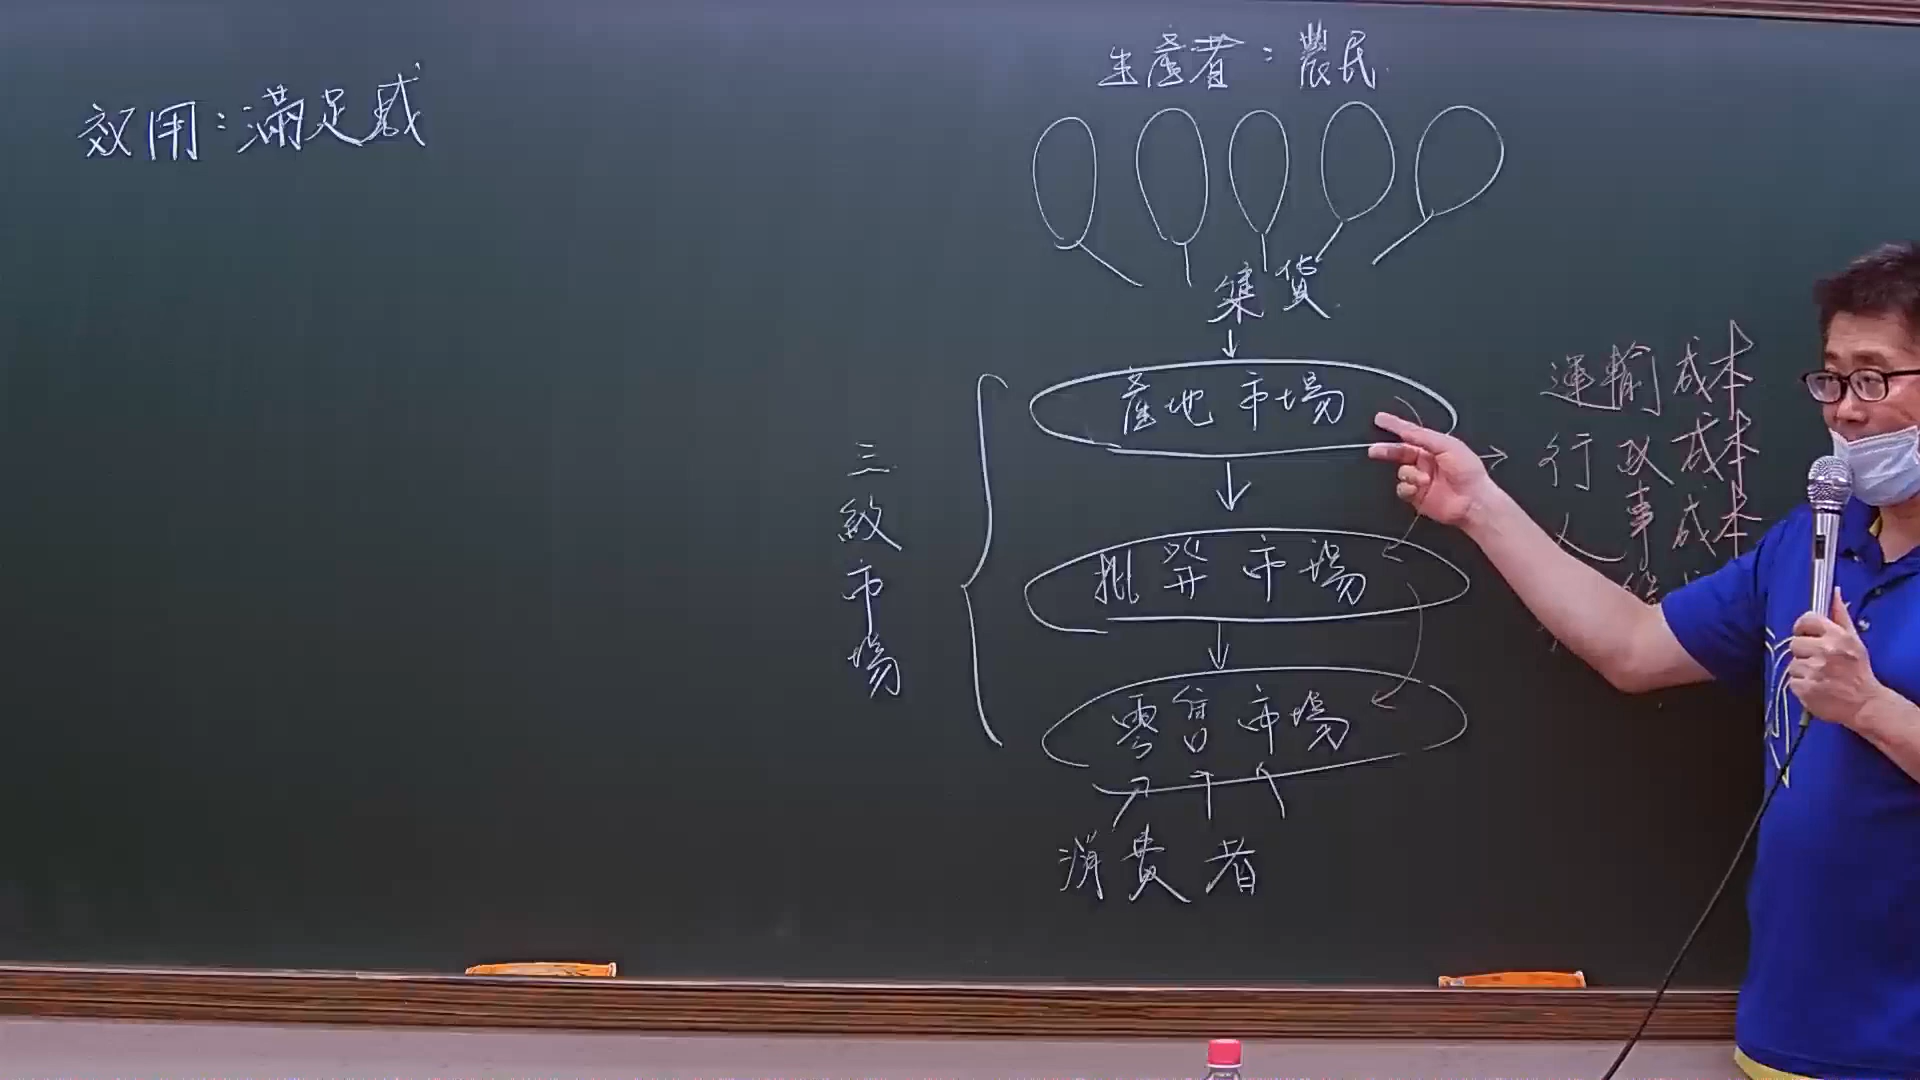 效用:滿足感
生產者:農民
集貨
產地市場
三級市場
批發市場
零售市場
消費者
運輸成本
行政成本
人事成本